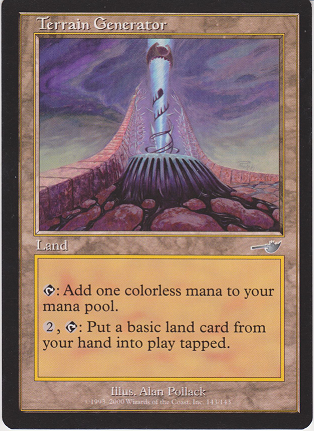 Terrain Generator
Land
: Add one colorless mana to your
mana pool.
2, : Put a basic land card from
your hand into play tapped.
Illus. Alan Pollack
© 1993-2000 Wizards of the Coast, Inc. 143/143